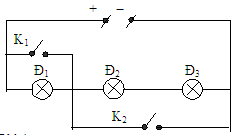 + −
K1
Đ1 Đ2 Đ3
K2